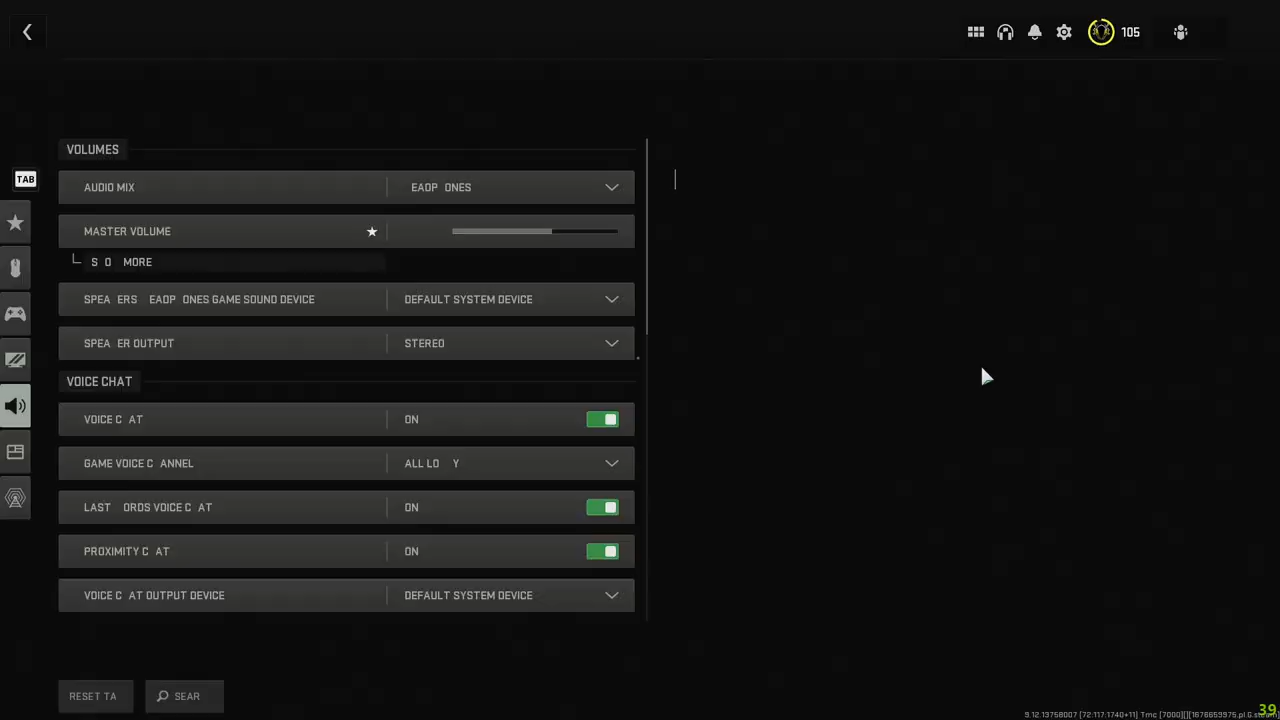 105
VOLUMES
TAB
AUDIO MIX EADP ONES
MASTER VOLUME
S O MORE
SPEA ERS EADP ONES GAME SOUND DEVICE DEFAULT SYSTEM DEVICE
SPEA ER OUTPUT STEREO
VOICE CHAT
VOICE C AT ON
GAME VOICE C ANNEL ALL LO Y
LAST ORDS VOICE C AT ON
PROXIMITY C AT ON
VOICE C AT OUTPUT DEVICE DEFAULT SYSTEM DEVICE
RESET TA SEAR
39